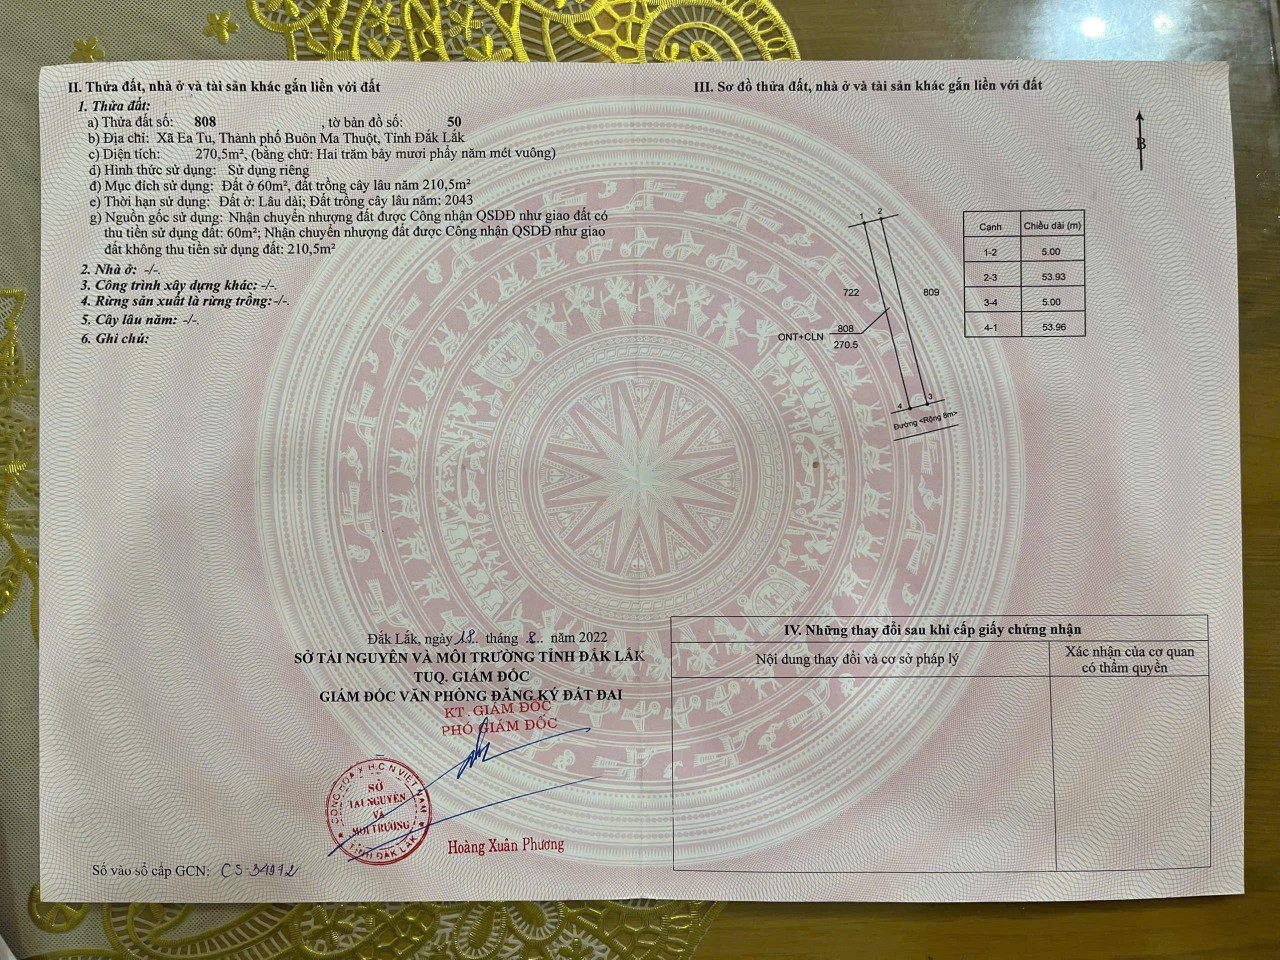 II. Thửa đất, nhà ở và tài sản khác gắn liền với đất
1. Thửa đất:
a) Thửa đất số: 808 , tờ bản đồ số: 50
b) Địa chỉ: Xã Ea Tu, Thành phố Buôn Ma Thuột, Tỉnh Đắk Lắk
c) Diện tích: 270,5m², (bằng chữ: Hai trăm bảy mươi phẩy năm mét vuông)
d) Hình thức sử dụng: Sử dụng riêng
đ) Mục đích sử dụng: Đất ở 60m², đất trồng cây lâu năm 210,5m²
e) Thời hạn sử dụng: Đất ở: Lâu dài; Đất trồng cây lâu năm: 2043
g) Nguồn gốc sử dụng: Nhận chuyển nhượng đất được Công nhận QSDĐ như giao đất có
thu tiền sử dụng đất: 60m²; Nhận chuyển nhượng đất được Công nhận QSDĐ như giao
đất không thu tiền sử dụng đất: 210,5m²
2. Nhà ở: -/-.
3. Công trình xây dựng khác: -/-.
4. Rừng sản xuất là rừng trồng: -/-.
5. Cây lâu năm: -/-.
6. Ghi chú:
III. Sơ đồ thửa đất, nhà ở và tài sản khác gắn liền với đất
B
1 2
722
809
ONT+CLN 808
270.5
4 3
Đường <Rộng 8m>
Cạnh Chiều dài (m)
1-2 5.00
2-3 53.93
3-4 5.00
4-1 53.96
Đắk Lắk, ngày 18.. tháng .8.. năm 2022
SỞ TÀI NGUYÊN VÀ MÔI TRƯỜNG TỈNH ĐẮK LẮK
TUQ. GIÁM ĐỐC
GIÁM ĐỐC VĂN PHÒNG ĐĂNG KÝ ĐẤT ĐAI
KT. GIÁM ĐỐC
PHÓ GIÁM ĐỐC
CỘNG HÒA X.H.C.N VIỆT NAM
SỞ
TÀI NGUYÊN
VÀ
MÔI TRƯỜNG
TỈNH ĐẮK LẮK
Hoàng Xuân Phương
Số vào sổ cấp GCN: CS-34972
IV. Những thay đổi sau khi cấp giấy chứng nhận
Nội dung thay đổi và cơ sở pháp lý
Xác nhận của cơ quan
có thẩm quyền